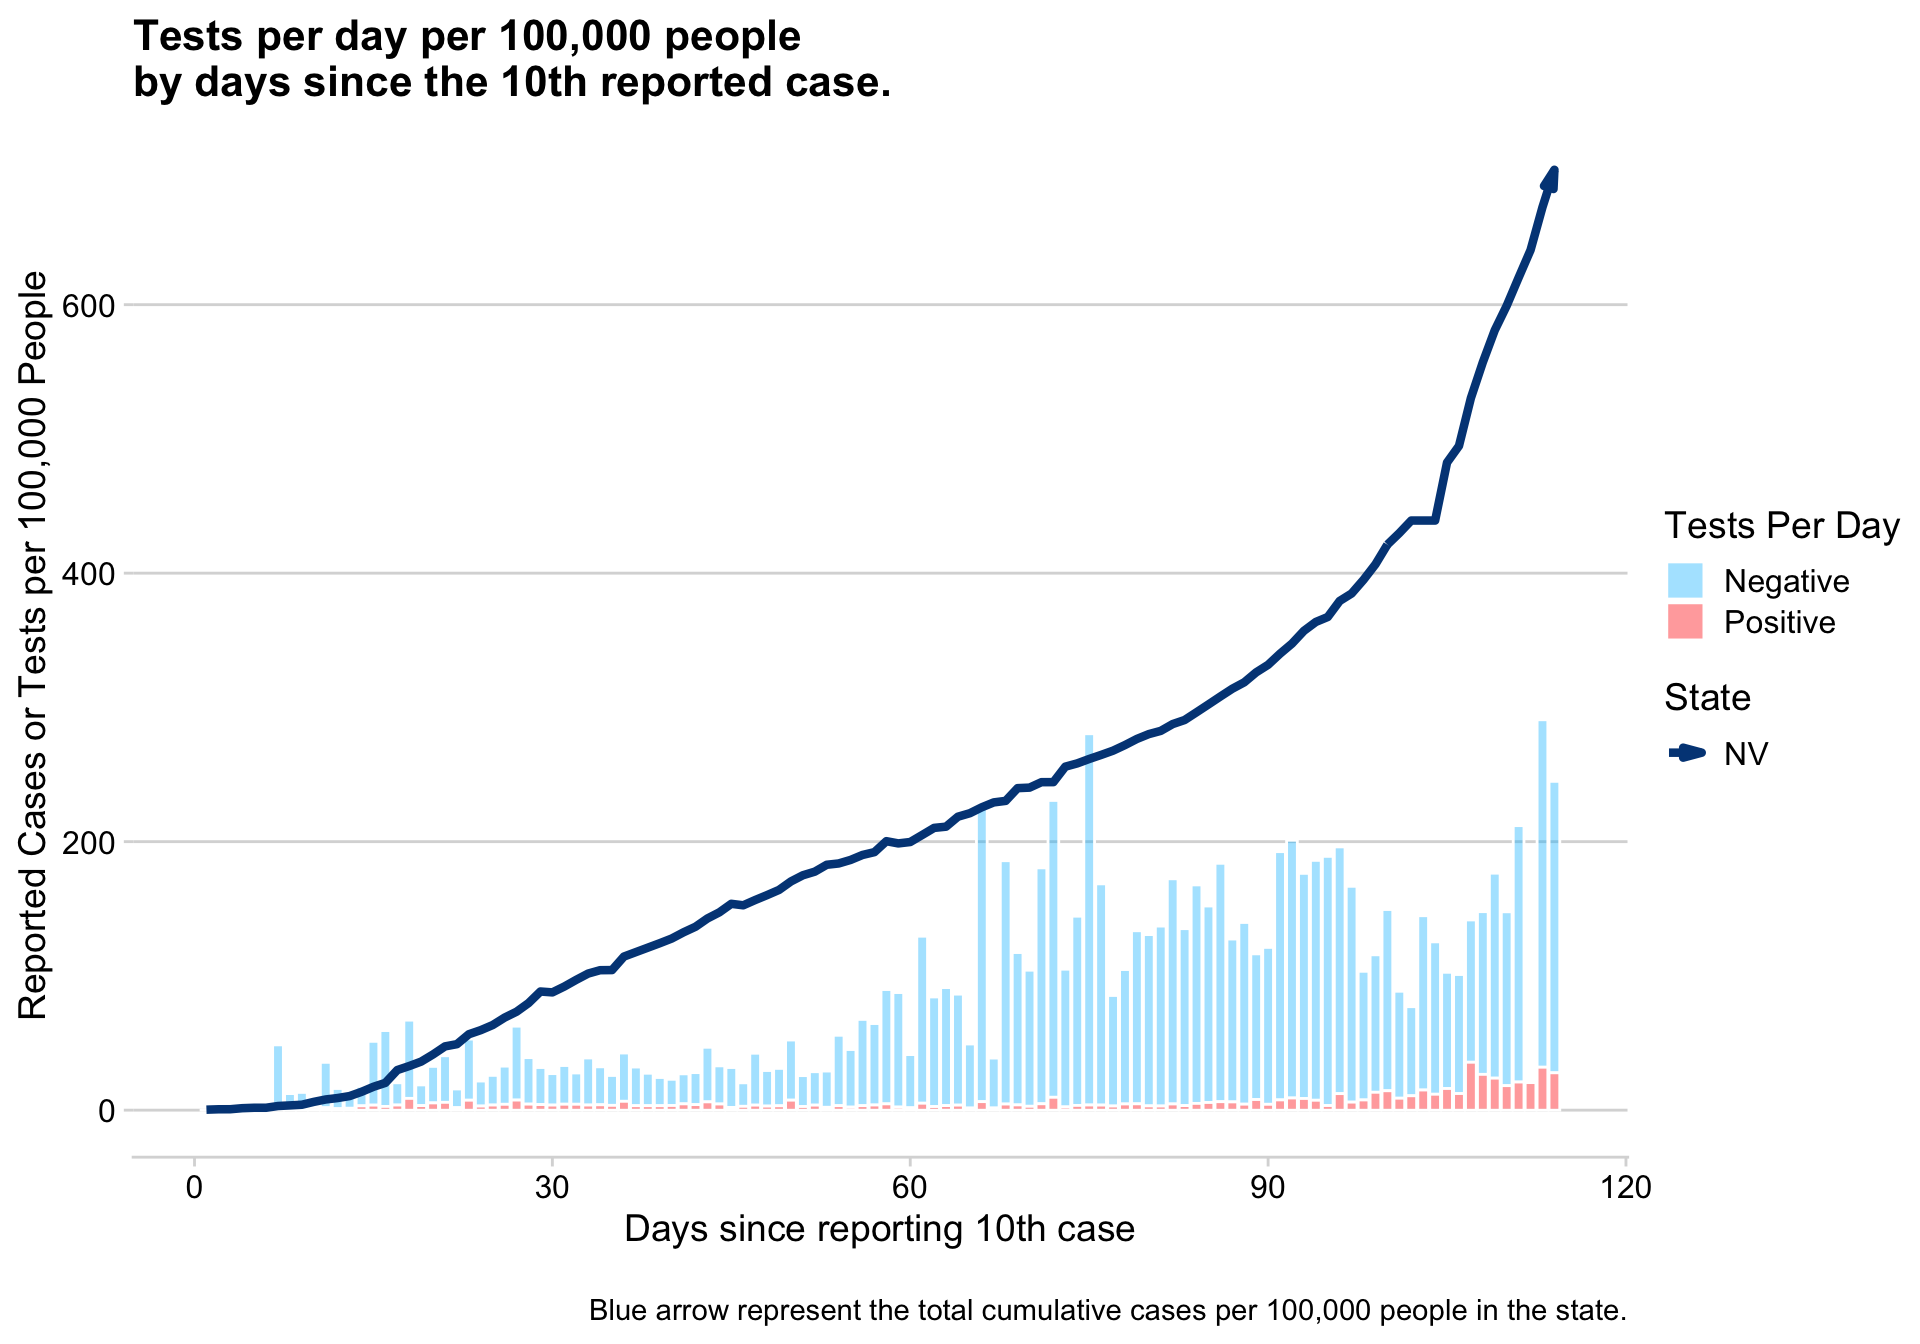 Tests per day per 100,000 people
by days since the 10th reported case.
Reported Cases or Tests per 100,000 People
600
400
200
0
0
30
60
90
120
Days since reporting 10th case
Tests Per Day
Negative
Positive
State
NV
Blue arrow represent the total cumulative cases per 100,000 people in the state.